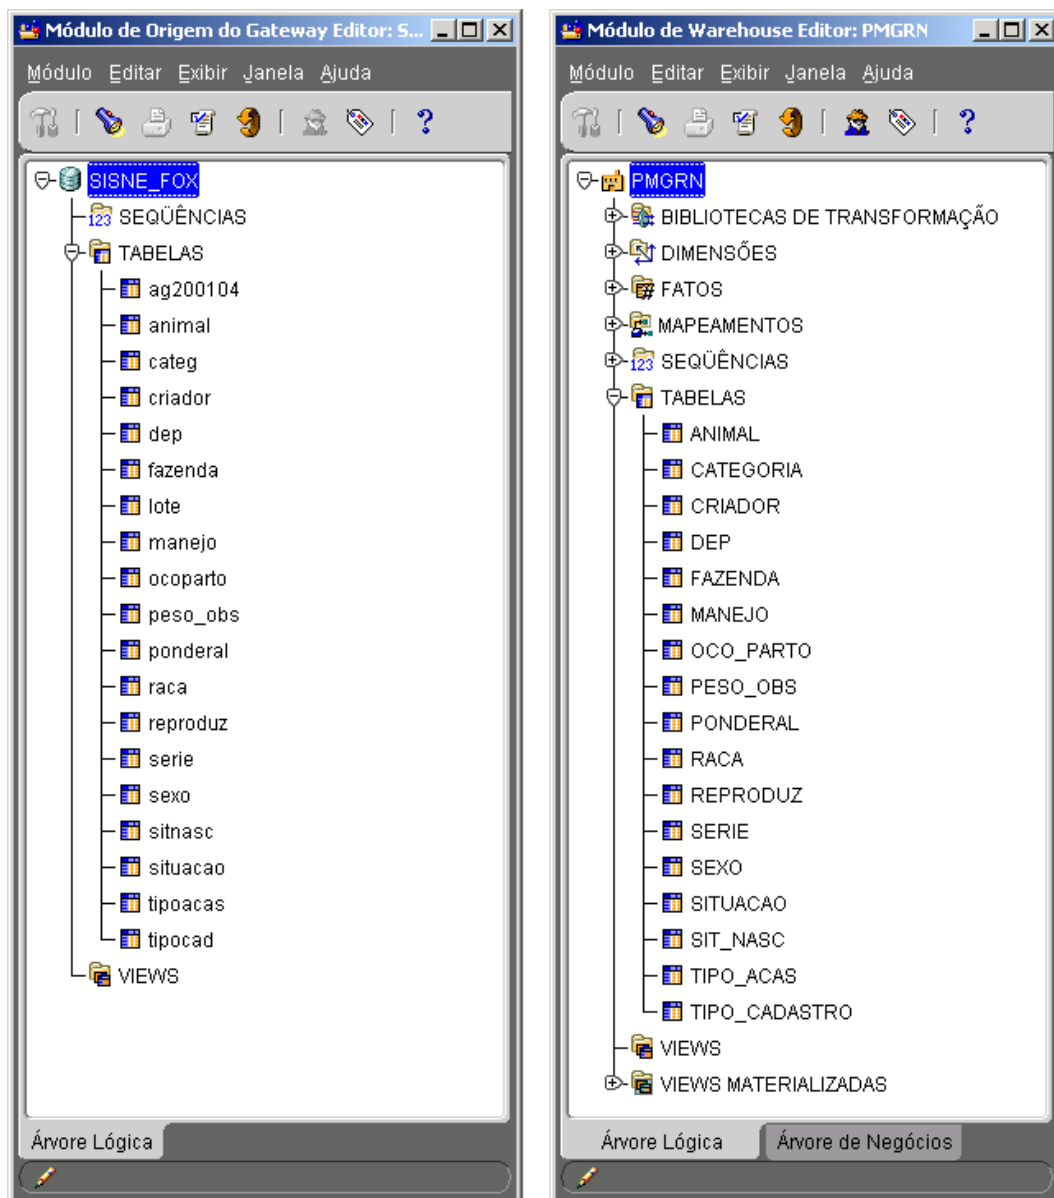 Módulo de Origem do Gateway Editor: S...
Módulo Editar Exibir Janela Ajuda
?
SISNE_FOX
123 SEQÜÊNCIAS
TABELAS
ag200104
animal
categ
criador
dep
fazenda
lote
manejo
ocoparto
peso_obs
ponderal
raca
reproduz
serie
sexo
sitnasc
situacao
tipoacas
tipocad
VIEWS
Árvore Lógica
Módulo de Warehouse Editor: PMGRN
Módulo Editar Exibir Janela Ajuda
?
PMGRN
BIBLIOTECAS DE TRANSFORMAÇÃO
DIMENSÕES
# FATOS
MAPEAMENTOS
123 SEQÜÊNCIAS
TABELAS
ANIMAL
CATEGORIA
CRIADOR
DEP
FAZENDA
MANEJO
OCO_PARTO
PESO_OBS
PONDERAL
RACA
REPRODUZ
SERIE
SEXO
SITUACAO
SIT_NASC
TIPO_ACAS
TIPO_CADASTRO
VIEWS
VIEWS MATERIALIZADAS
Árvore Lógica
Árvore de Negócios